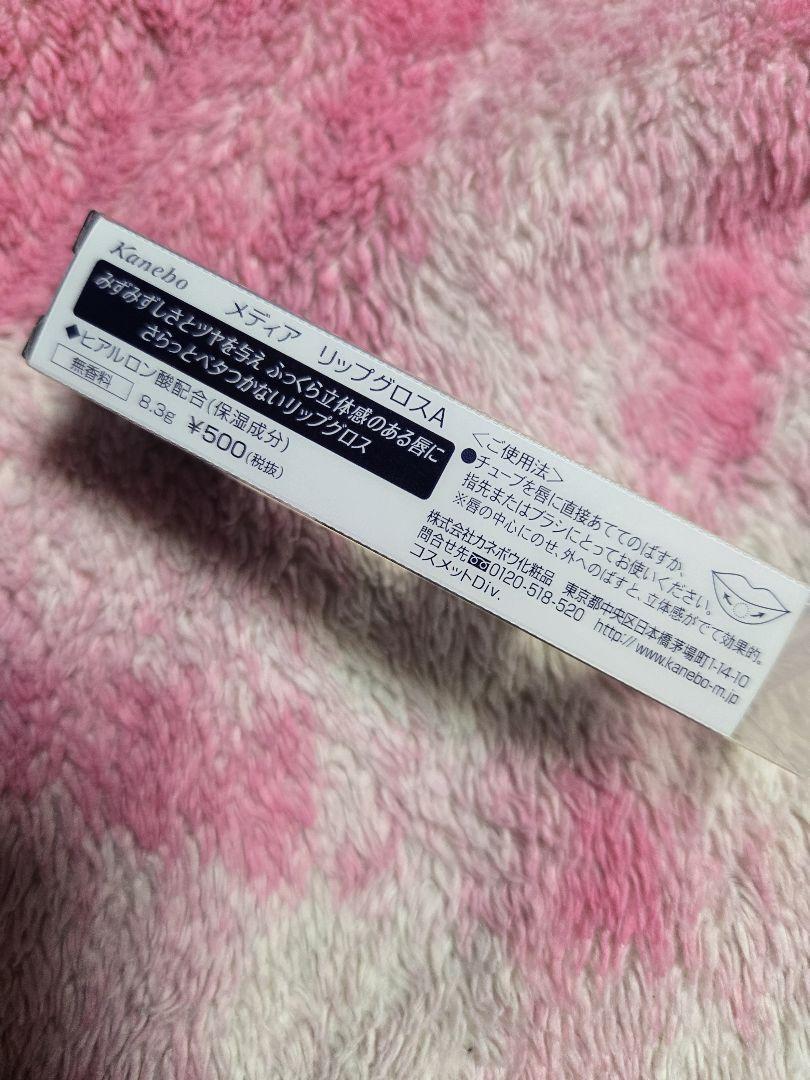 Kanebo
メディア リップグロスA
みずみずしさとツヤを与え ふっくら立体感のある唇に
さらっとベタつかないリップグロス
◆ヒアルロン酸配合(保湿成分)
無香料 8.3g ¥500(税抜)
＜ご使用法＞
●チューブを唇に直接あててのばすか、
指先またはブラシにとってお使いください。
※唇の中心にのせ、外へのばすと、立体感がでて効果的。
株式会社カネボウ化粧品 東京都中央区日本橋茅場町1-14-10
問合せ先 0120-518-520 http://www.kanebo-m.jp
コスメットDiv.